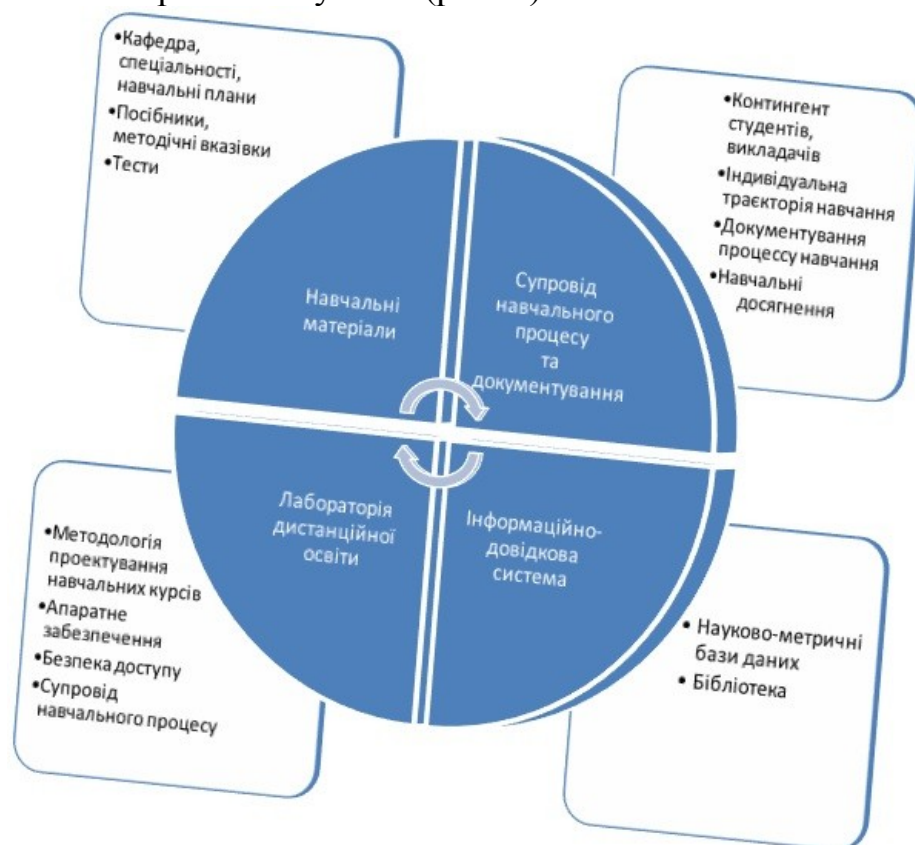 •Кафедра,
спеціальності,
навчальні плани
•Посібники,
методічні вказівки
•Тести
•Контингент
студентів,
викладачів
•Індивідуальна
траєкторія навчання
•Документування
процессу навчання
•Навчальні
досягнення
Навчальні
матеріали
Супровід
навчального
процесу
та
документування
Лабораторія
дистанційної
освіти
Інформаційно-
довідкова
система
•Методологія
проектування
навчальних курсів
•Апаратне
забезпечення
•Безпека доступу
•Супровід
навчального процесу
• Науково-метричні
бази даних
• Бібліотека